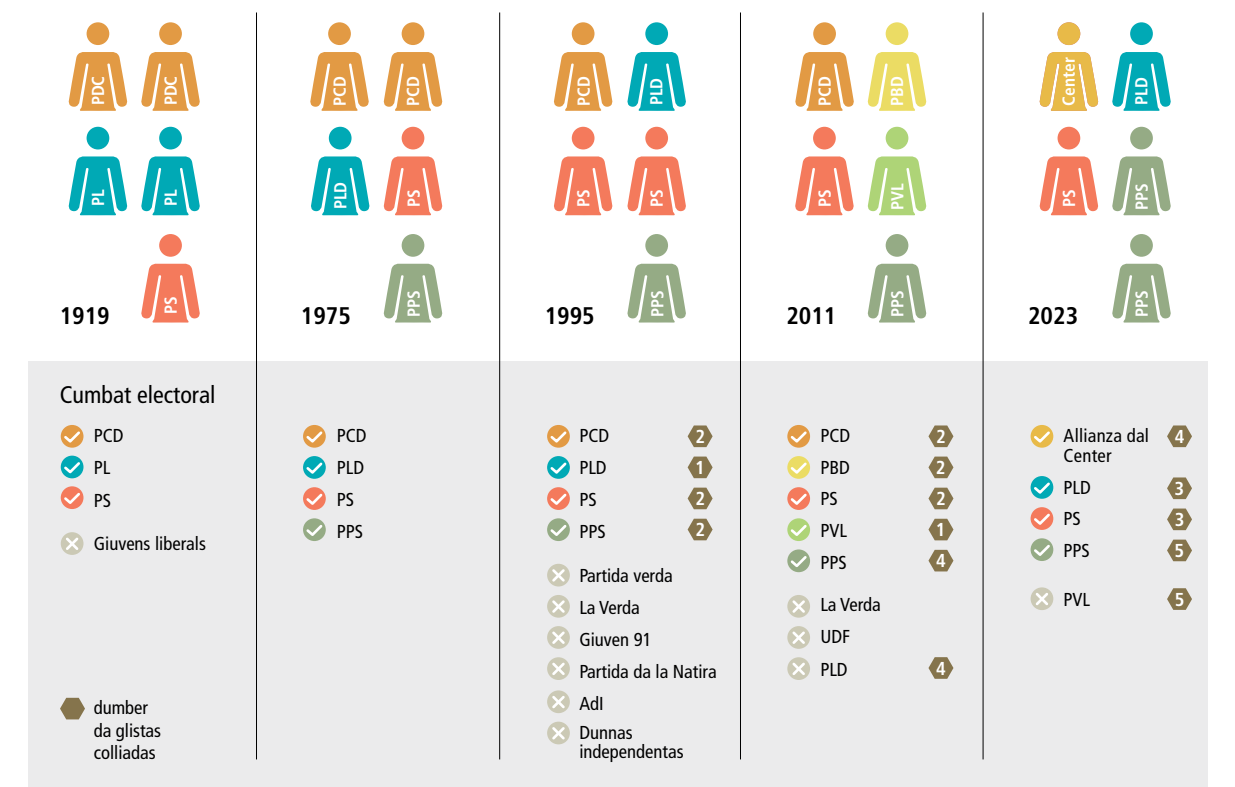 PDC PDC
PL PL
PS
1919
PCD PCD
PLD PS
PPS
1975
PCD PLD
PS PS
PPS
1995
PCD PBD
PS PVL
PPS
2011
Center PLD
PS PPS
PPS
2023
Cumbat electoral
PCD
PL
PS
Giuvens liberals
dumber
da glistas
colliadas
PCD
PLD
PS
PPS
PCD 2
PLD 1
PS 2
PPS 2
Partida verda
La Verda
Giuven 91
Partida da la Natira
AdI
Dunnas
independentas
PCD 2
PBD 2
PS 2
PVL 1
PPS 4
La Verda
UDF
PLD 4
Allianza dal 4
Center
PLD 3
PS 3
PPS 5
PVL 5